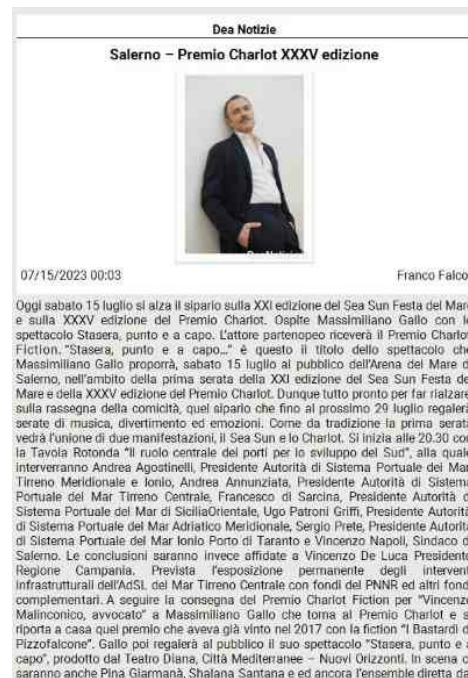 Dea Notizie
Salerno – Premio Charlot XXXV edizione
07/15/2023 00:03
Franco Falco
Oggi sabato 15 luglio si alza il sipario sulla XXI edizione del Sea Sun Festa del Mare
e sulla XXXV edizione del Premio Charlot. Ospite Massimiliano Gallo con lo
spettacolo Stasera, punto e a capo. L'attore partenopeo riceverà il Premio Charlot
Fiction. "Stasera, punto e a capo..." è questo il titolo dello spettacolo che
Massimiliano Gallo proporrà, sabato 15 luglio al pubblico dell'Arena del Mare di
Salerno, nell'ambito della prima serata della XXI edizione del Sea Sun Festa del
Mare e della XXXV edizione del Premio Charlot. Dunque tutto pronto per far rialzare
sulla rassegna della comicità, quel sipario che fino al prossimo 29 luglio regalerà
serate di musica, divertimento ed emozioni. Come da tradizione la prima serata
vedrà l'unione di due manifestazioni, il Sea Sun e lo Charlot. Si inizia alle 20.30 con
la Tavola Rotonda "Il ruolo centrale dei porti per lo sviluppo del Sud", alla quale
interverranno Andrea Agostinelli, Presidente Autorità di Sistema Portuale dei Mar
Tirreno Meridionale e Ionio, Andrea Annunziata, Presidente Autorità di Sistema
Portuale del Mar Tirreno Centrale, Francesco di Sarcina, Presidente Autorità di
Sistema Portuale del Mar di SiciliaOrientale, Ugo Patroni Griffi, Presidente Autorità
di Sistema Portuale del Mar Adriatico Meridionale, Sergio Prete, Presidente Autorità
di Sistema Portuale del Mar Ionio Porto di Taranto e Vincenzo Napoli, Sindaco di
Salerno. Le conclusioni saranno invece affidate a Vincenzo De Luca Presidente
Regione Campania. Prevista l'esposizione permanente degli interventi
infrastrutturali dell'AdSL del Mar Tirreno Centrale con fondi del PNNR ed altri fondi
complementari. A seguire la consegna del Premio Charlot Fiction per "Vincenzo
Malinconico, avvocato" a Massimiliano Gallo che torna al Premio Charlot e si
riporta a casa quel premio che aveva già vinto nel 2017 con la fiction "I Bastardi di
Pizzofalcone". Gallo poi regalerà al pubblico il suo spettacolo "Stasera, punto e a
capo", prodotto dal Teatro Diana, Città Mediterranee – Nuovi Orizzonti. In scena ci
saranno anche Pina Giarmanà, Shalana Santana e ed ancora l'ensemble diretta dal